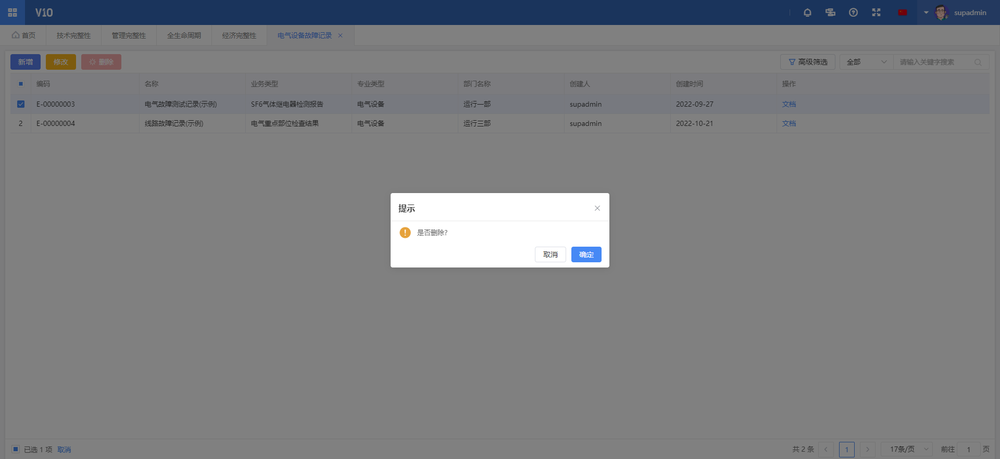 V10
supadmin
首页 技术完整性 管理完整性 全生命周期 经济完整性 电气设备故障记录
新增 修改 删除 高级筛选 全部 请输入关键字搜索
编码 名称 业务类型 专业类型 部门名称 创建人 创建时间 操作
E-00000003 电气故障测试记录(示例) SF6气体继电器检测报告 电气设备 运行一部 supadmin 2022-09-27 文档
2 E-00000004 线路故障记录(示例) 电气重点部位检查结果 电气设备 运行三部 supadmin 2022-10-21 文档
提示
是否删除?
取消 确定
已选 1 项 取消 共 2 条 1 17条/页 前往 1 页